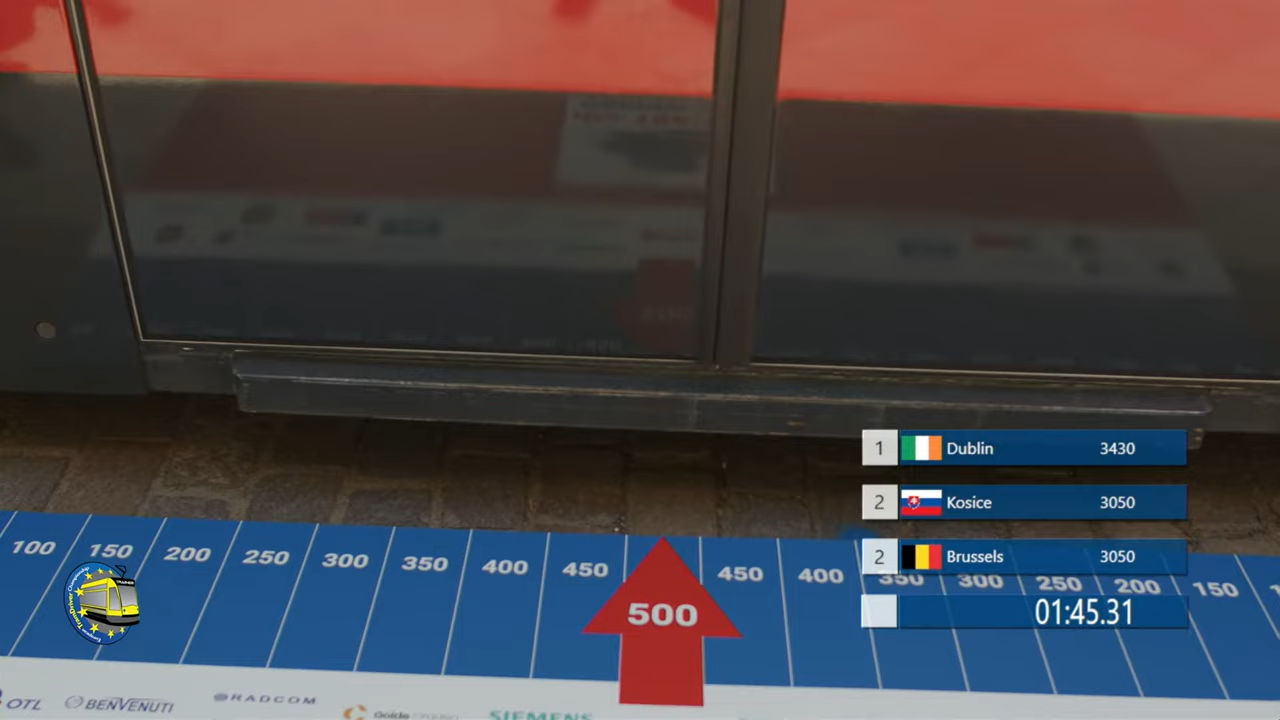 1 Dublin 3430
2 Kosice 3050
2 Brussels 3050
01:45.31
100 150 200 250 300 350 400 450 500 450 400 350 300 250 200 150
OTL BENVENUTI RADCOM SIEMENS